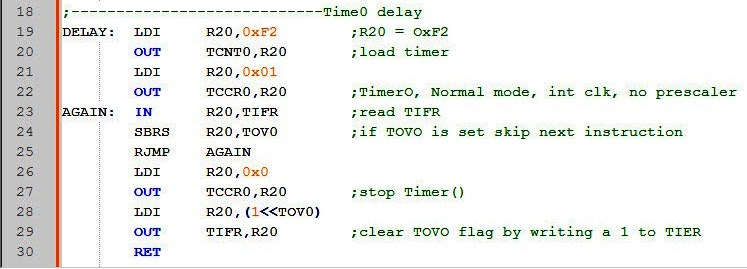 18 ;----------------------------Time0 delay
19 DELAY: LDI R20,0xF2 ;R20 = OxF2
20 OUT TCNT0,R20 ;load timer
21 LDI R20,0x01
22 OUT TCCR0,R20 ;TimerO, Normal mode, int clk, no prescaler
23 AGAIN: IN R20,TIFR ;read TIFR
24 SBRS R20,TOV0 ;if TOVO is set skip next instruction
25 RJMP AGAIN
26 LDI R20,0x0
27 OUT TCCR0,R20 ;stop Timer()
28 LDI R20,(1<<TOV0)
29 OUT TIFR,R20 ;clear TOVO flag by writing a 1 to TIER
30 RET